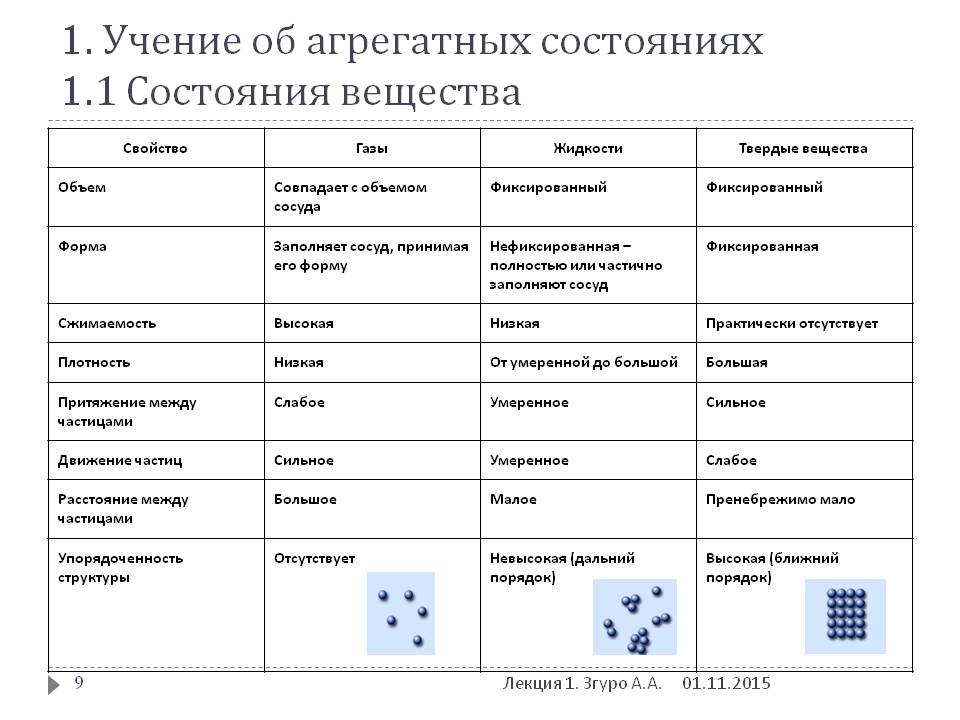 1. Учение об агрегатных состояниях
1.1 Состояния вещества
Свойство Газы Жидкости Твердые вещества
Объем Совпадает с объемом Фиксированный Фиксированный
сосуда
Форма Заполняет сосуд, принимая Нефиксированная – Фиксированная
его форму полностью или частично
заполняют сосуд
Сжимаемость Высокая Низкая Практически отсутствует
Плотность Низкая От умеренной до большой Большая
Притяжение между Слабое Умеренное Сильное
частицами
Движение частиц Сильное Умеренное Слабое
Расстояние между Большое Малое Пренебрежимо мало
частицами
Упорядоченность Отсутствует Невысокая (дальний Высокая (ближний
структуры порядок) порядок)
9 Лекция 1. Згуро А.А. 01.11.2015